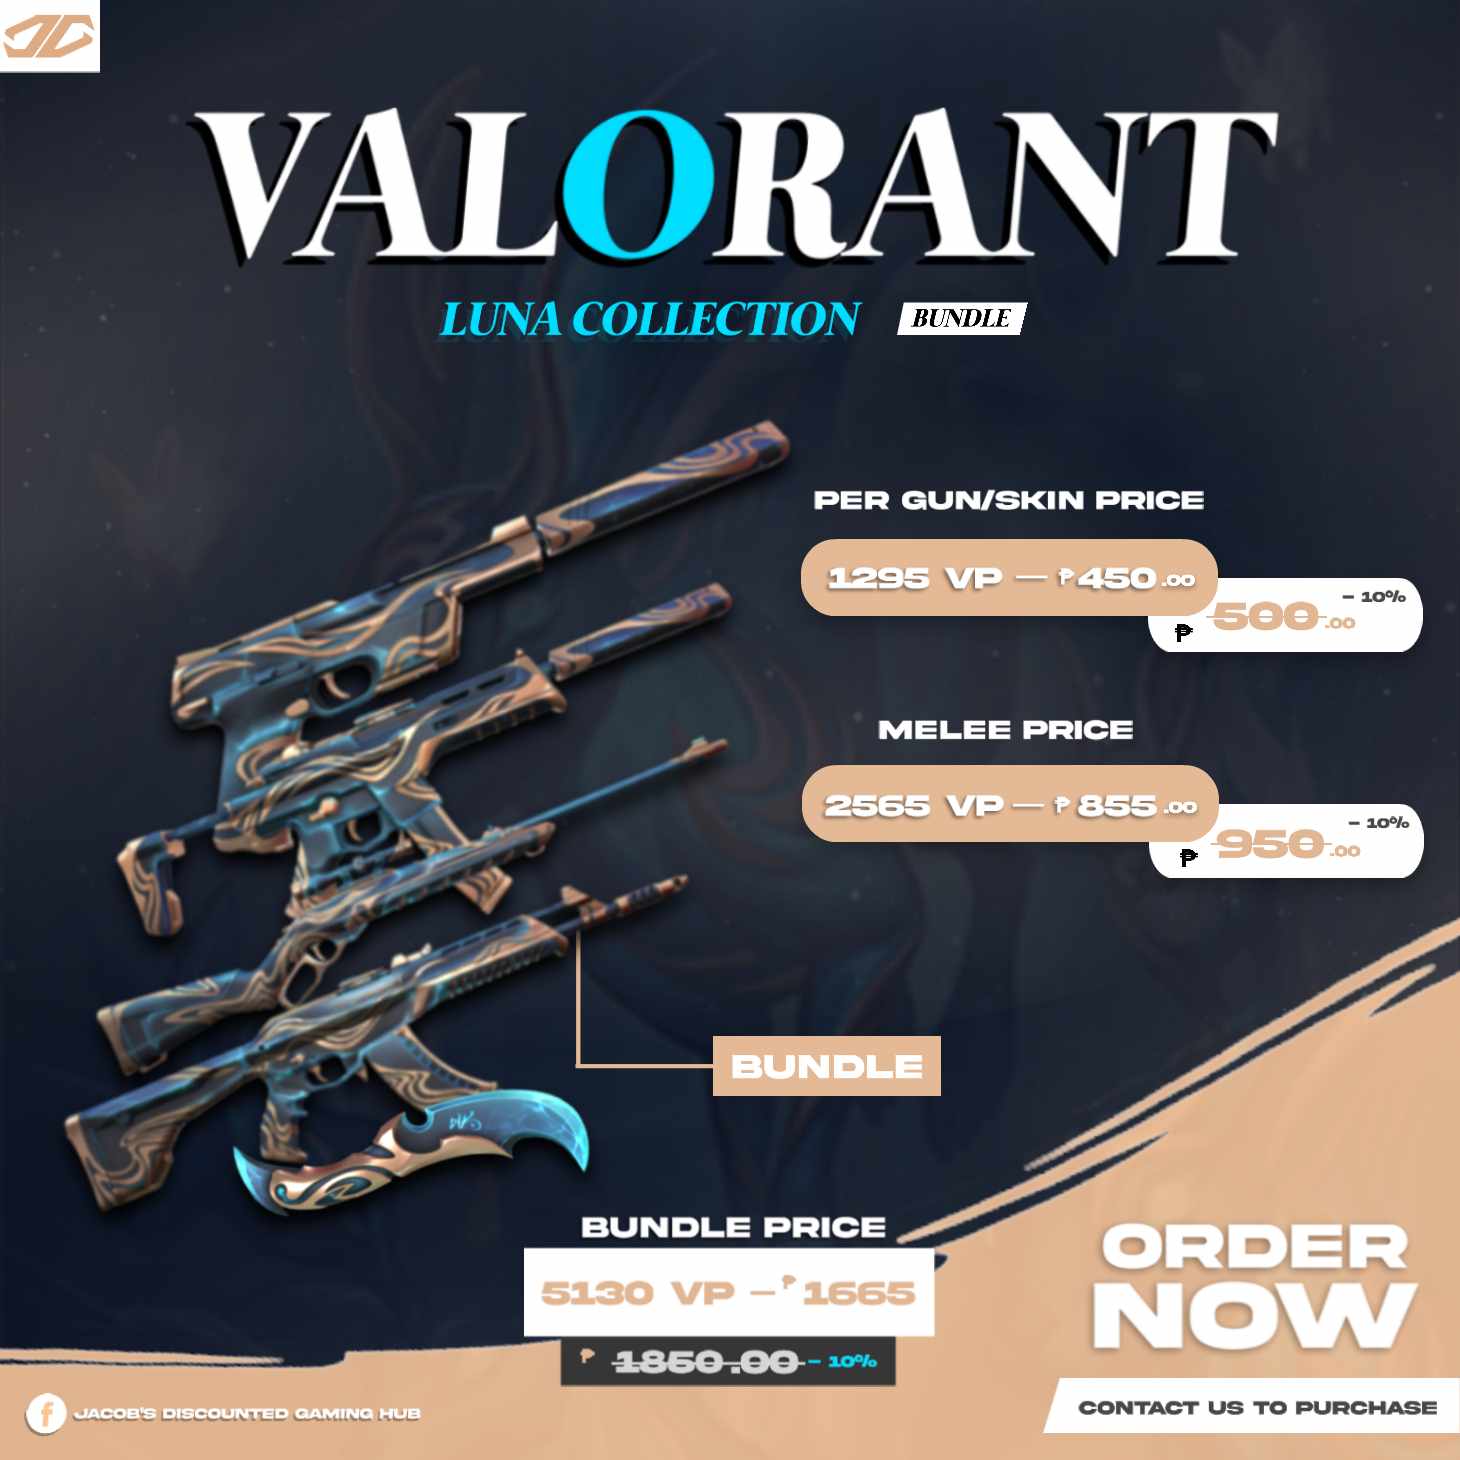 VALORANT
LUNA COLLECTION BUNDLE
PER GUN/SKIN PRICE
1295 VP — ₱450.00
- 10%
₱ 500.00
MELEE PRICE
2565 VP — ₱ 855.00
- 10%
₱ 950.00
BUNDLE
BUNDLE PRICE
5130 VP — ₱1665
₱ 1850.00 - 10%
ORDER
NOW
CONTACT US TO PURCHASE
JACOB'S DISCOUNTED GAMING HUB